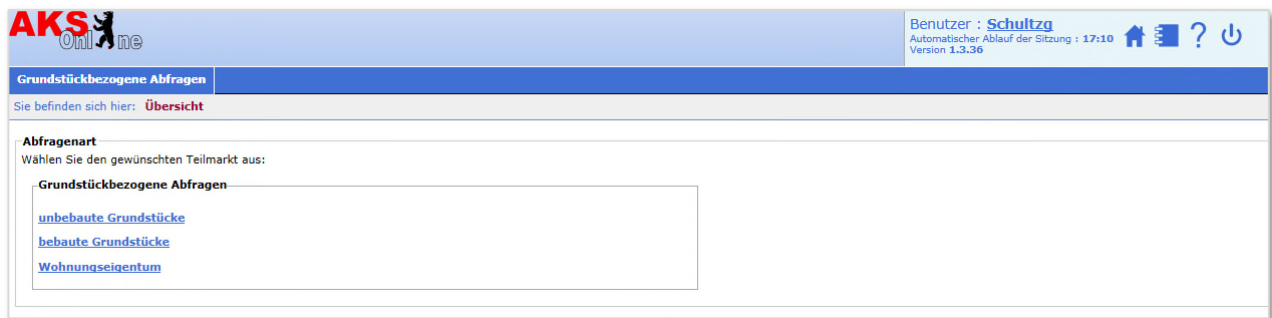 AKS
Online
Benutzer : Schultzg
Automatischer Ablauf der Sitzung : 17:10
Version 1.3.36
?
Grundstückbezogene Abfragen
Sie befinden sich hier: Übersicht
Abfragenart
Wählen Sie den gewünschten Teilmarkt aus:
Grundstückbezogene Abfragen
unbebaute Grundstücke
bebaute Grundstücke
Wohnungseigentum